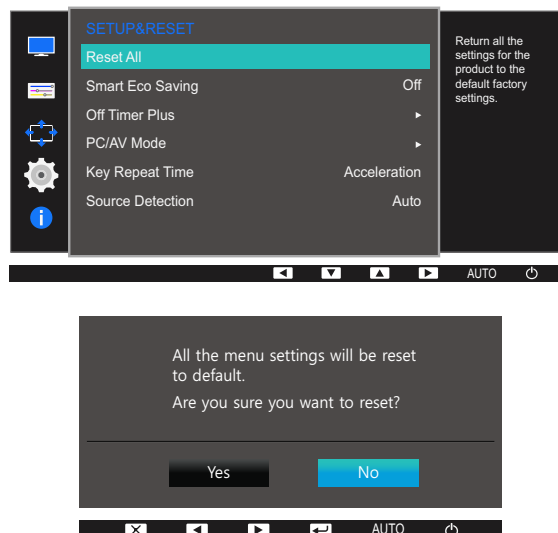 SETUP&RESET
Reset All
Smart Eco Saving Off
Off Timer Plus
PC/AV Mode
Key Repeat Time Acceleration
Source Detection Auto
Return all the
settings for the
product to the
default factory
settings.
AUTO
All the menu settings will be reset
to default.
Are you sure you want to reset?
Yes No
AUTO